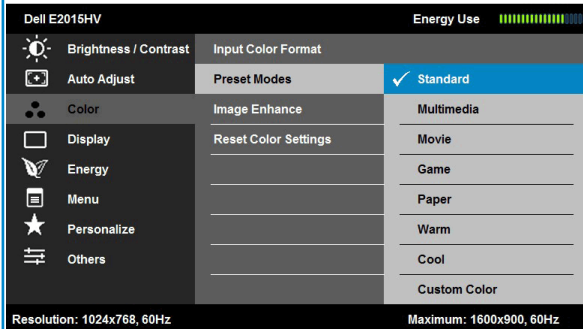 Dell E2015HV Energy Use
Brightness / Contrast Input Color Format
Auto Adjust Preset Modes Standard
Color Image Enhance Multimedia
Display Reset Color Settings Movie
Energy Game
Menu Paper
Personalize Warm
Others Cool
Custom Color
Resolution: 1024x768, 60Hz Maximum: 1600x900, 60Hz